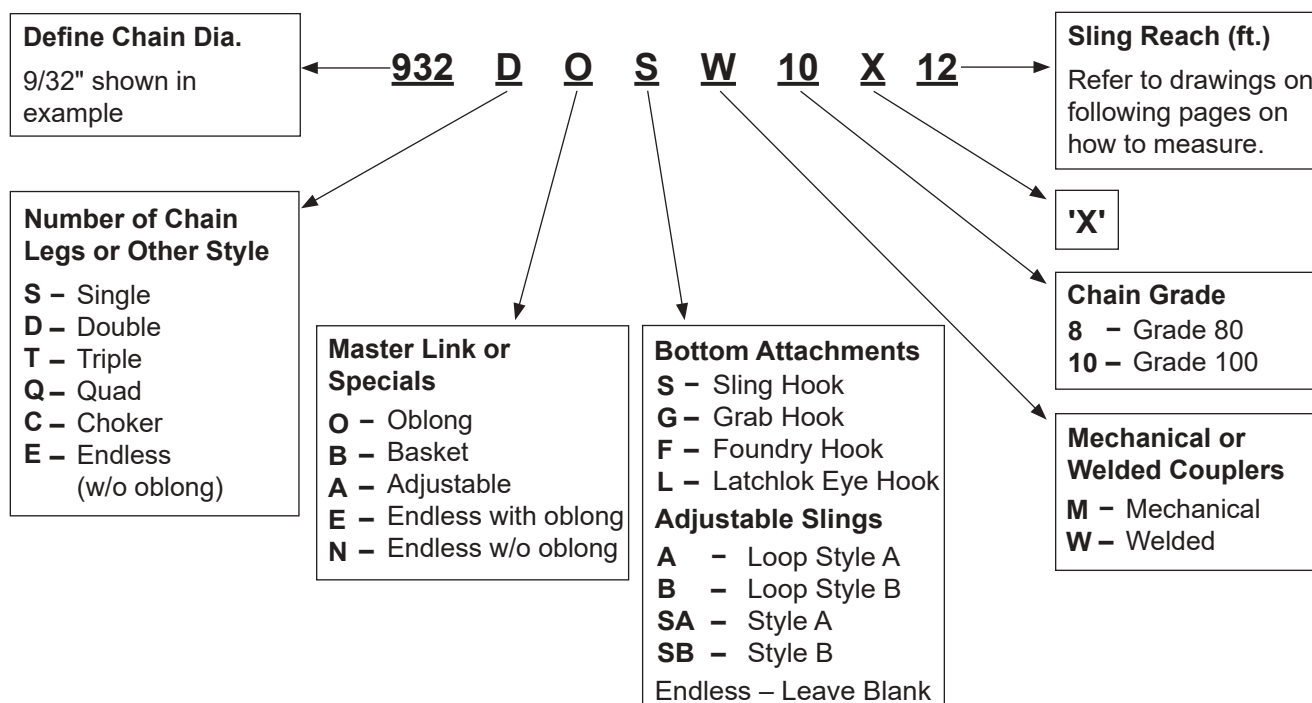 Define Chain Dia.
9/32" shown in
example
932 D O S W 10 X 12
Sling Reach (ft.)
Refer to drawings on
following pages on
how to measure.
Number of Chain
Legs or Other Style
S – Single
D – Double
T – Triple
Q – Quad
C – Choker
E – Endless
(w/o oblong)
Master Link or
Specials
O – Oblong
B – Basket
A – Adjustable
E – Endless with oblong
N – Endless w/o oblong
Bottom Attachments
S – Sling Hook
G – Grab Hook
F – Foundry Hook
L – Latchlok Eye Hook
Adjustable Slings
A – Loop Style A
B – Loop Style B
SA – Style A
SB – Style B
Endless – Leave Blank
'X'
Chain Grade
8 – Grade 80
10 – Grade 100
Mechanical or
Welded Couplers
M – Mechanical
W – Welded